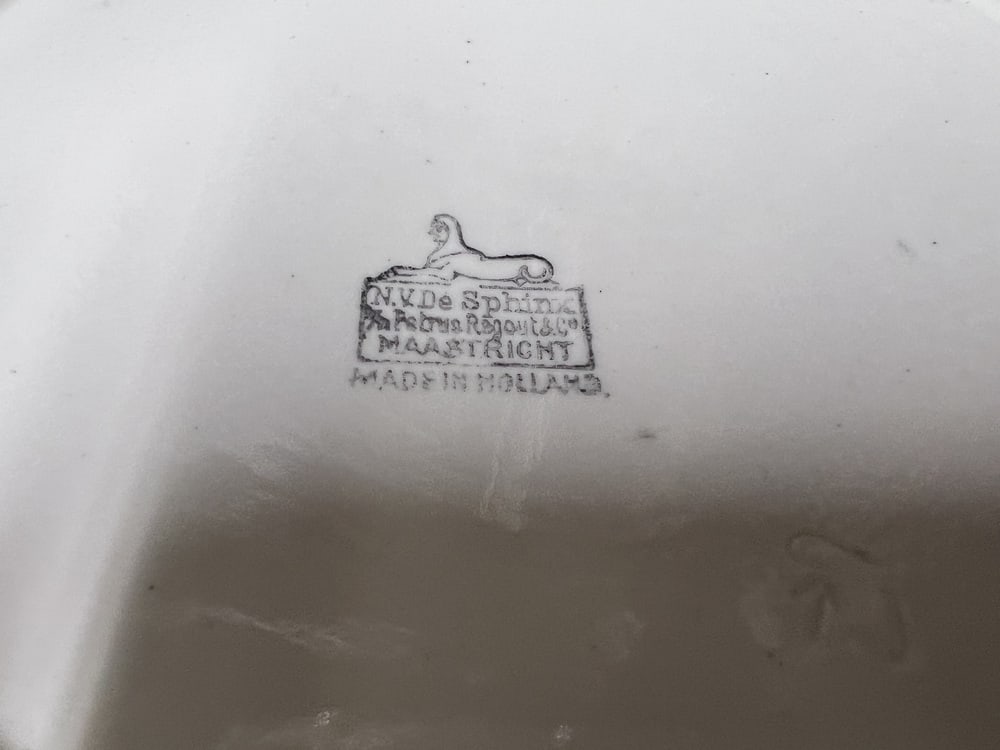 N.V. De Sphinx
v/h Petrus Regout & Co
MAASTRICHT
MADE IN HOLLAND.